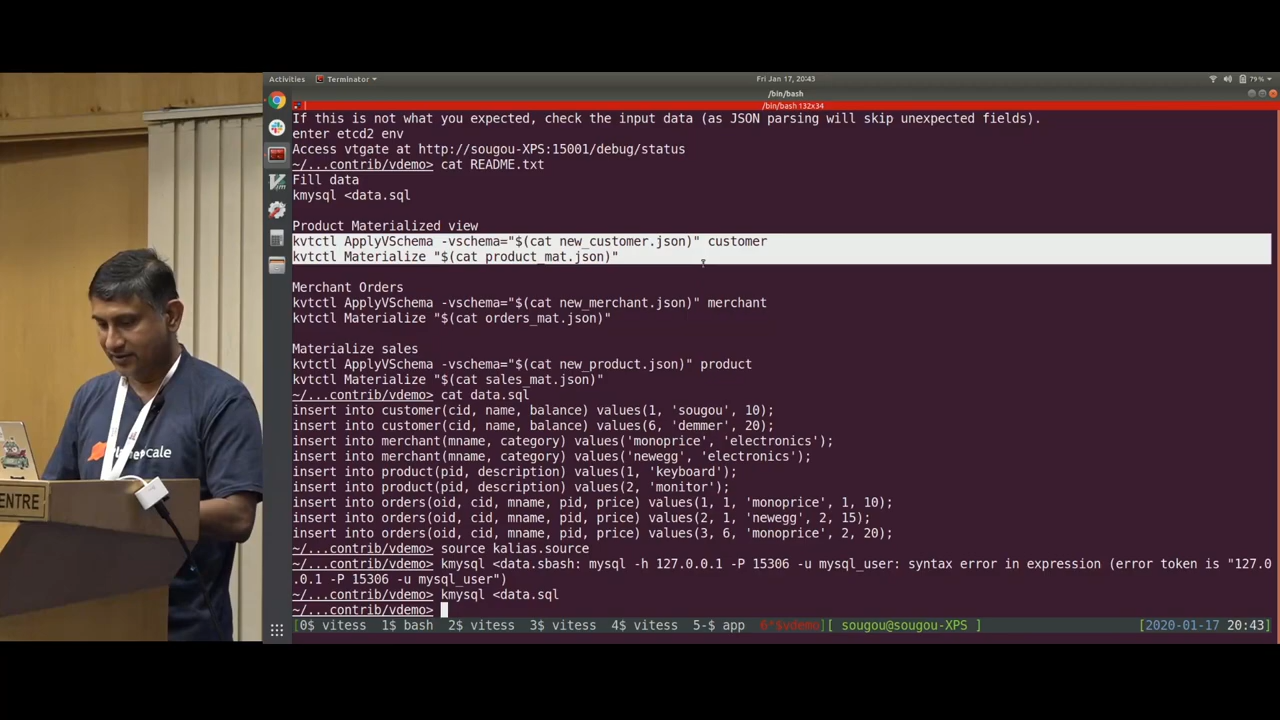 Activities Terminator Fri Jan 17, 20:43 79%
/bin/bash
/bin/bash 132x34
If this is not what you expected, check the input data (as JSON parsing will skip unexpected fields).
enter etcd2 env
Access vtgate at http://sougou-XPS:15001/debug/status
~/...contrib/vdemo> cat README.txt
Fill data
kmysql <data.sql
Product Materialized view
kvtctl ApplyVSchema -vschema="$(cat new_customer.json)" customer
kvtctl Materialize "$(cat product_mat.json)"
Merchant Orders
kvtctl ApplyVSchema -vschema="$(cat new_merchant.json)" merchant
kvtctl Materialize "$(cat orders_mat.json)"
Materialize sales
kvtctl ApplyVSchema -vschema="$(cat new_product.json)" product
kvtctl Materialize "$(cat sales_mat.json)"
~/...contrib/vdemo> cat data.sql
insert into customer(cid, name, balance) values(1, 'sougou', 10);
insert into customer(cid, name, balance) values(6, 'demmer', 20);
insert into merchant(mname, category) values('monoprice', 'electronics');
insert into merchant(mname, category) values('newegg', 'electronics');
insert into product(pid, description) values(1, 'keyboard');
insert into product(pid, description) values(2, 'monitor');
insert into orders(oid, cid, mname, pid, price) values(1, 1, 'monoprice', 1, 10);
insert into orders(oid, cid, mname, pid, price) values(2, 1, 'newegg', 2, 15);
insert into orders(oid, cid, mname, pid, price) values(3, 6, 'monoprice', 2, 20);
~/...contrib/vdemo> source kalias.source
~/...contrib/vdemo> kmysql <data.sbash: mysql -h 127.0.0.1 -P 15306 -u mysql_user: syntax error in expression (error token is "127.0
.0.1 -P 15306 -u mysql_user")
~/...contrib/vdemo> kmysql <data.sql
~/...contrib/vdemo>
[0$ vitess 1$ bash 2$ vitess 3$ vitess 4$ vitess 5-$ app 6*$vdemo][ sougou@sougou-XPS ] [2020-01-17 20:43]
CENTRE